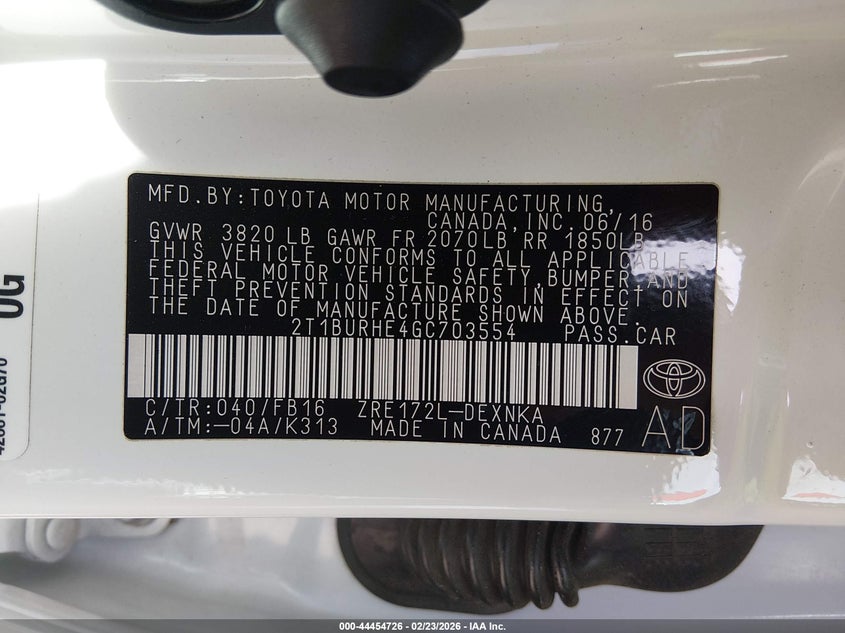 MFD.BY:TOYOTA MOTOR MANUFACTURING,
CANADA,INC.06/16
GVWR 3820 LB GAWR FR 2070LB RR 1850LB
THIS VEHICLE CONFORMS TO ALL APPLICABLE
FEDERAL MOTOR VEHICLE SAFETY,BUMPER AND
THEFT PREVENTION STANDARDS IN EFFECT ON
THE DATE OF MANUFACTURE SHOWN ABOVE.
2T1BURHE4GC703554 PASS.CAR
C/TR:040/FB16 ZRE172L-DEXNKA
A/TM:-04A/K313 MADE IN CANADA 877
AD
0G
000-44454726 - 02/23/2026 - IAA Inc.